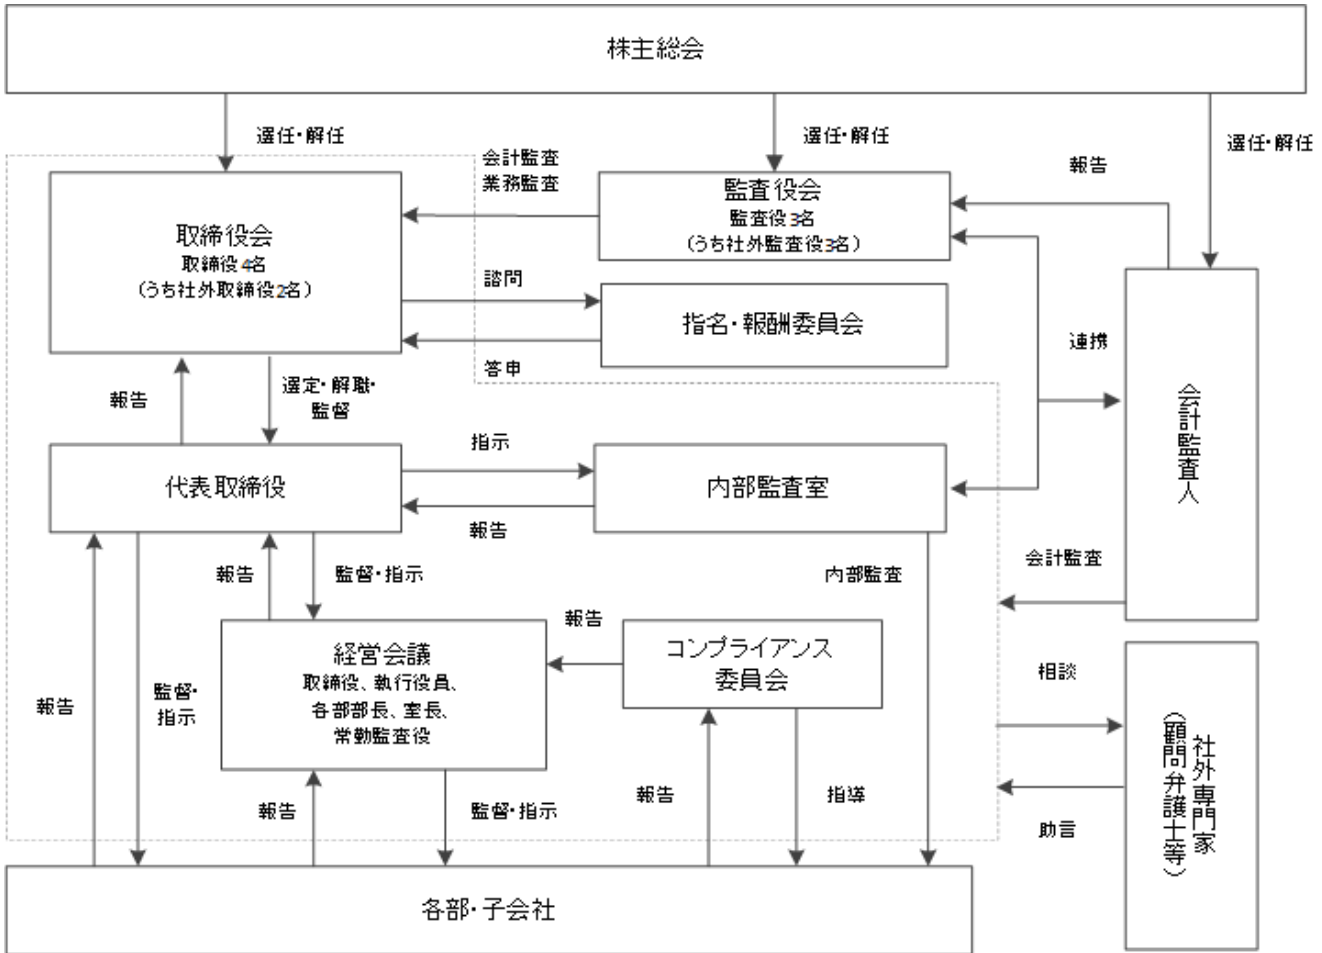 株主総会
選任・解任
選任・解任
選任・解任
会計監査
業務監査
報告
取締役会
取締役4名
(うち社外取締役2名)
監査役会
監査役3名
(うち社外監査役3名)
諮問
指名・報酬委員会
答申
連携
会計監査人
報告
選定・解職・
監督
指示
代表取締役
内部監査室
報告
報告
監督・指示
内部監査
会計監査
報告
経営会議
取締役、執行役員、
各部部長、室長、
常勤監査役
コンプライアンス
委員会
相談
報告
監督・
指示
社外専門家
(顧問弁護士等)
報告
監督・指示
報告
指導
助言
各部・子会社